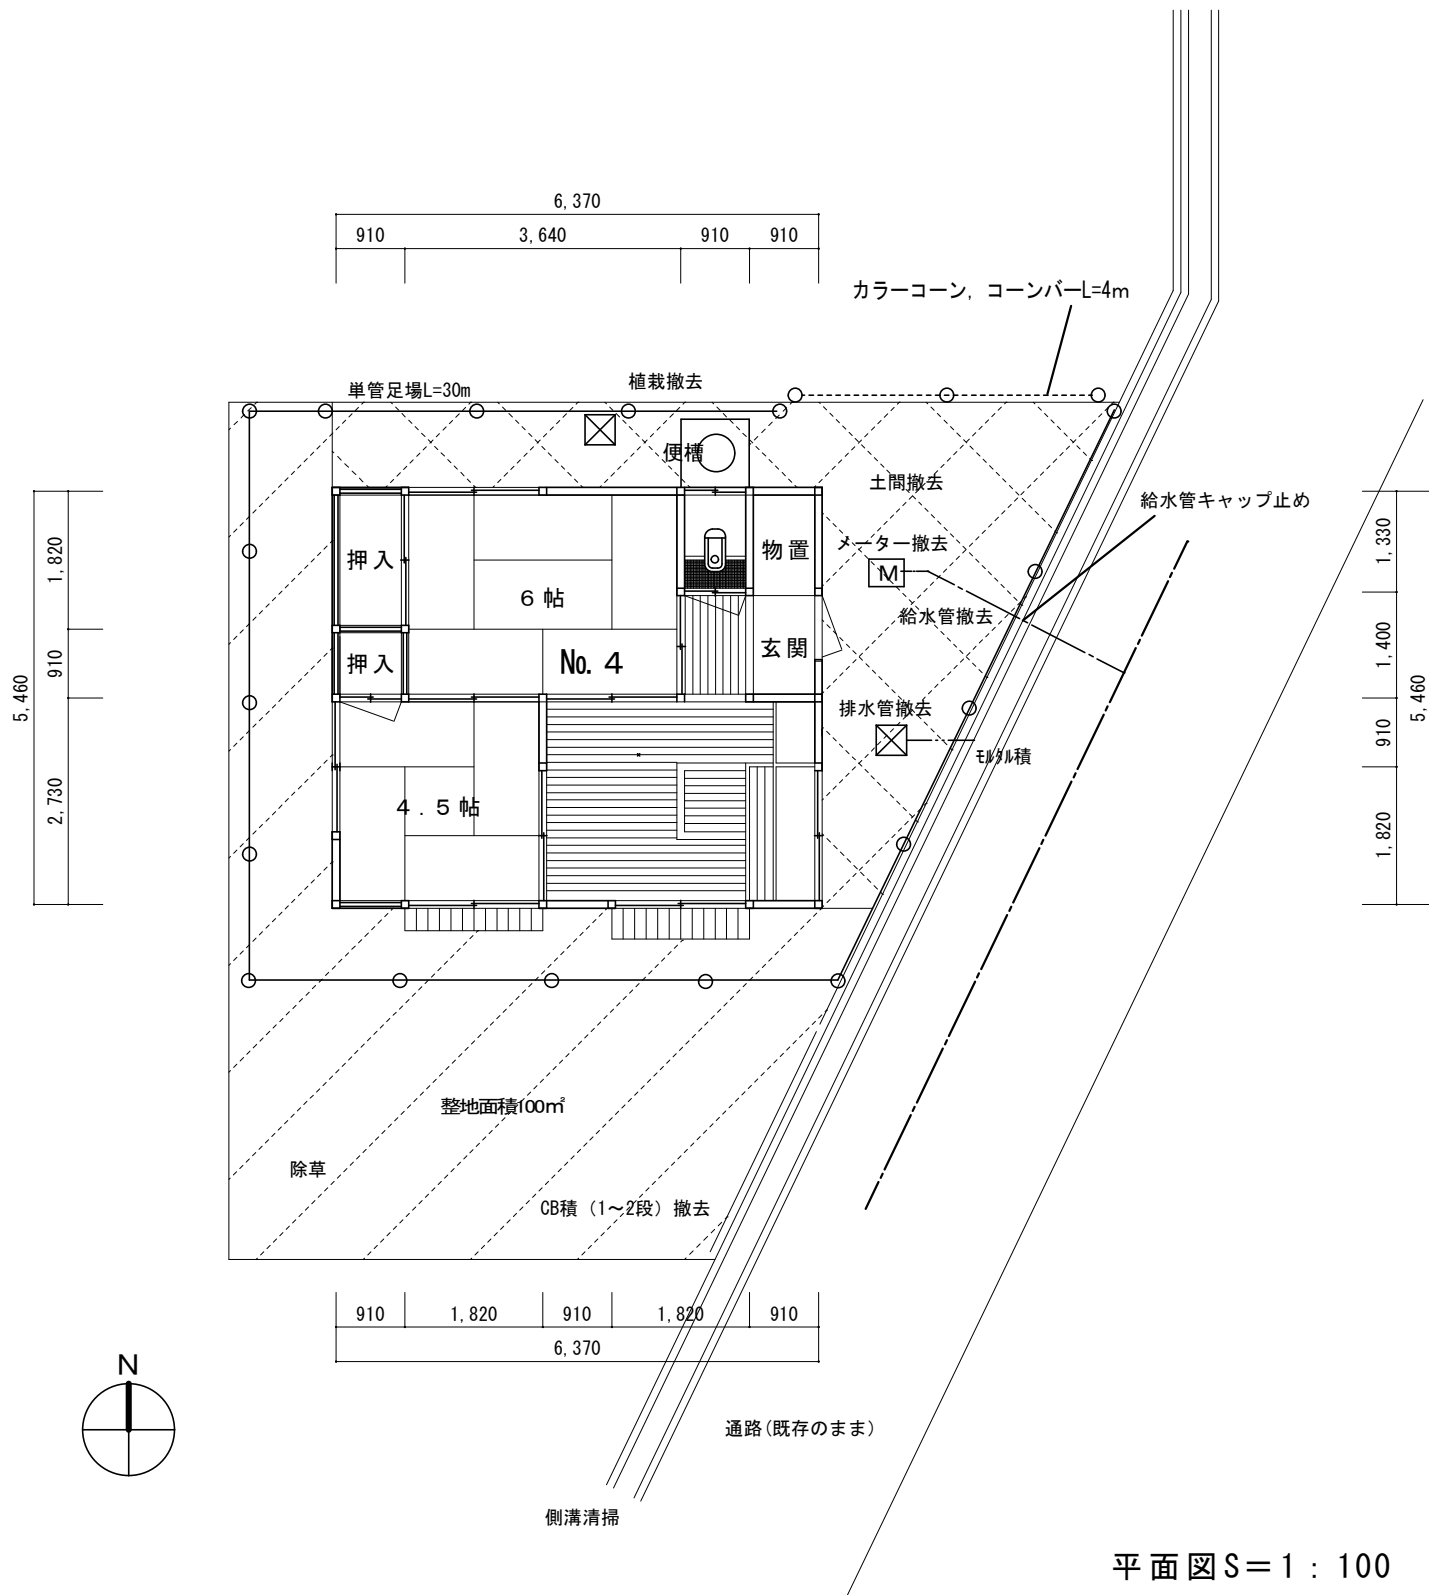 6,370
910
3,640
910
910
カラーコーン, コーンバーL=4m
単管足場L=30m
植栽撤去
便槽
土間撤去
給水管キャップ止め
1,820
910
2,730
5,460
押入
6帖
物置
メーター撤去
M
給水管撤去
押入
No. 4
玄関
1,330
1,400
910
1,820
5,460
排水管撤去
モルタル積
4.5帖
整地面積100㎡
除草
CB積（1～2段）撤去
910
1,820
910
1,820
910
6,370
N
通路(既存のまま)
側溝清掃
平面図S＝1：100